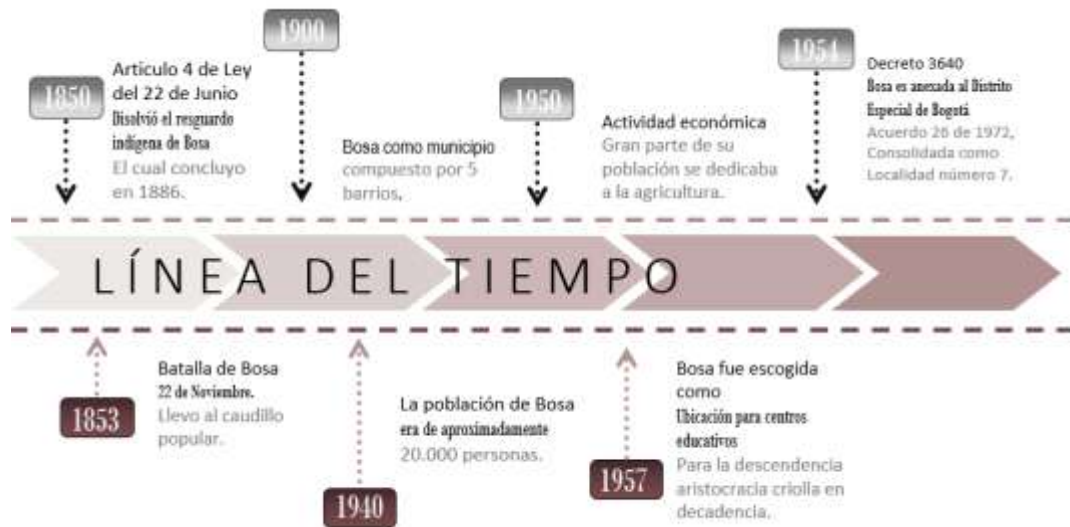 1850
Artículo 4 de Ley
del 22 de Junio
Disolvió el resguardo
indígena de Bosa
El cual concluyo
en 1886.
1900
Bosa como municipio
compuesto por 5
barrios.
1950
Actividad económica
Gran parte de su
población se dedicaba
a la agricultura.
1954
Decreto 3640
Bosa es anexada al Distrito
Especial de Bogotá
Acuerdo 26 de 1972,
Consolidada como
Localidad número 7.
LÍNEA DEL TIEMPO
1853
Batalla de Bosa
22 de Noviembre.
Llevo al caudillo
popular.
1940
La población de Bosa
era de aproximadamente
20.000 personas.
1957
Bosa fue escogida
como
Ubicación para centros
educativos
Para la descendencia
aristocracia criolla en
decadencia.